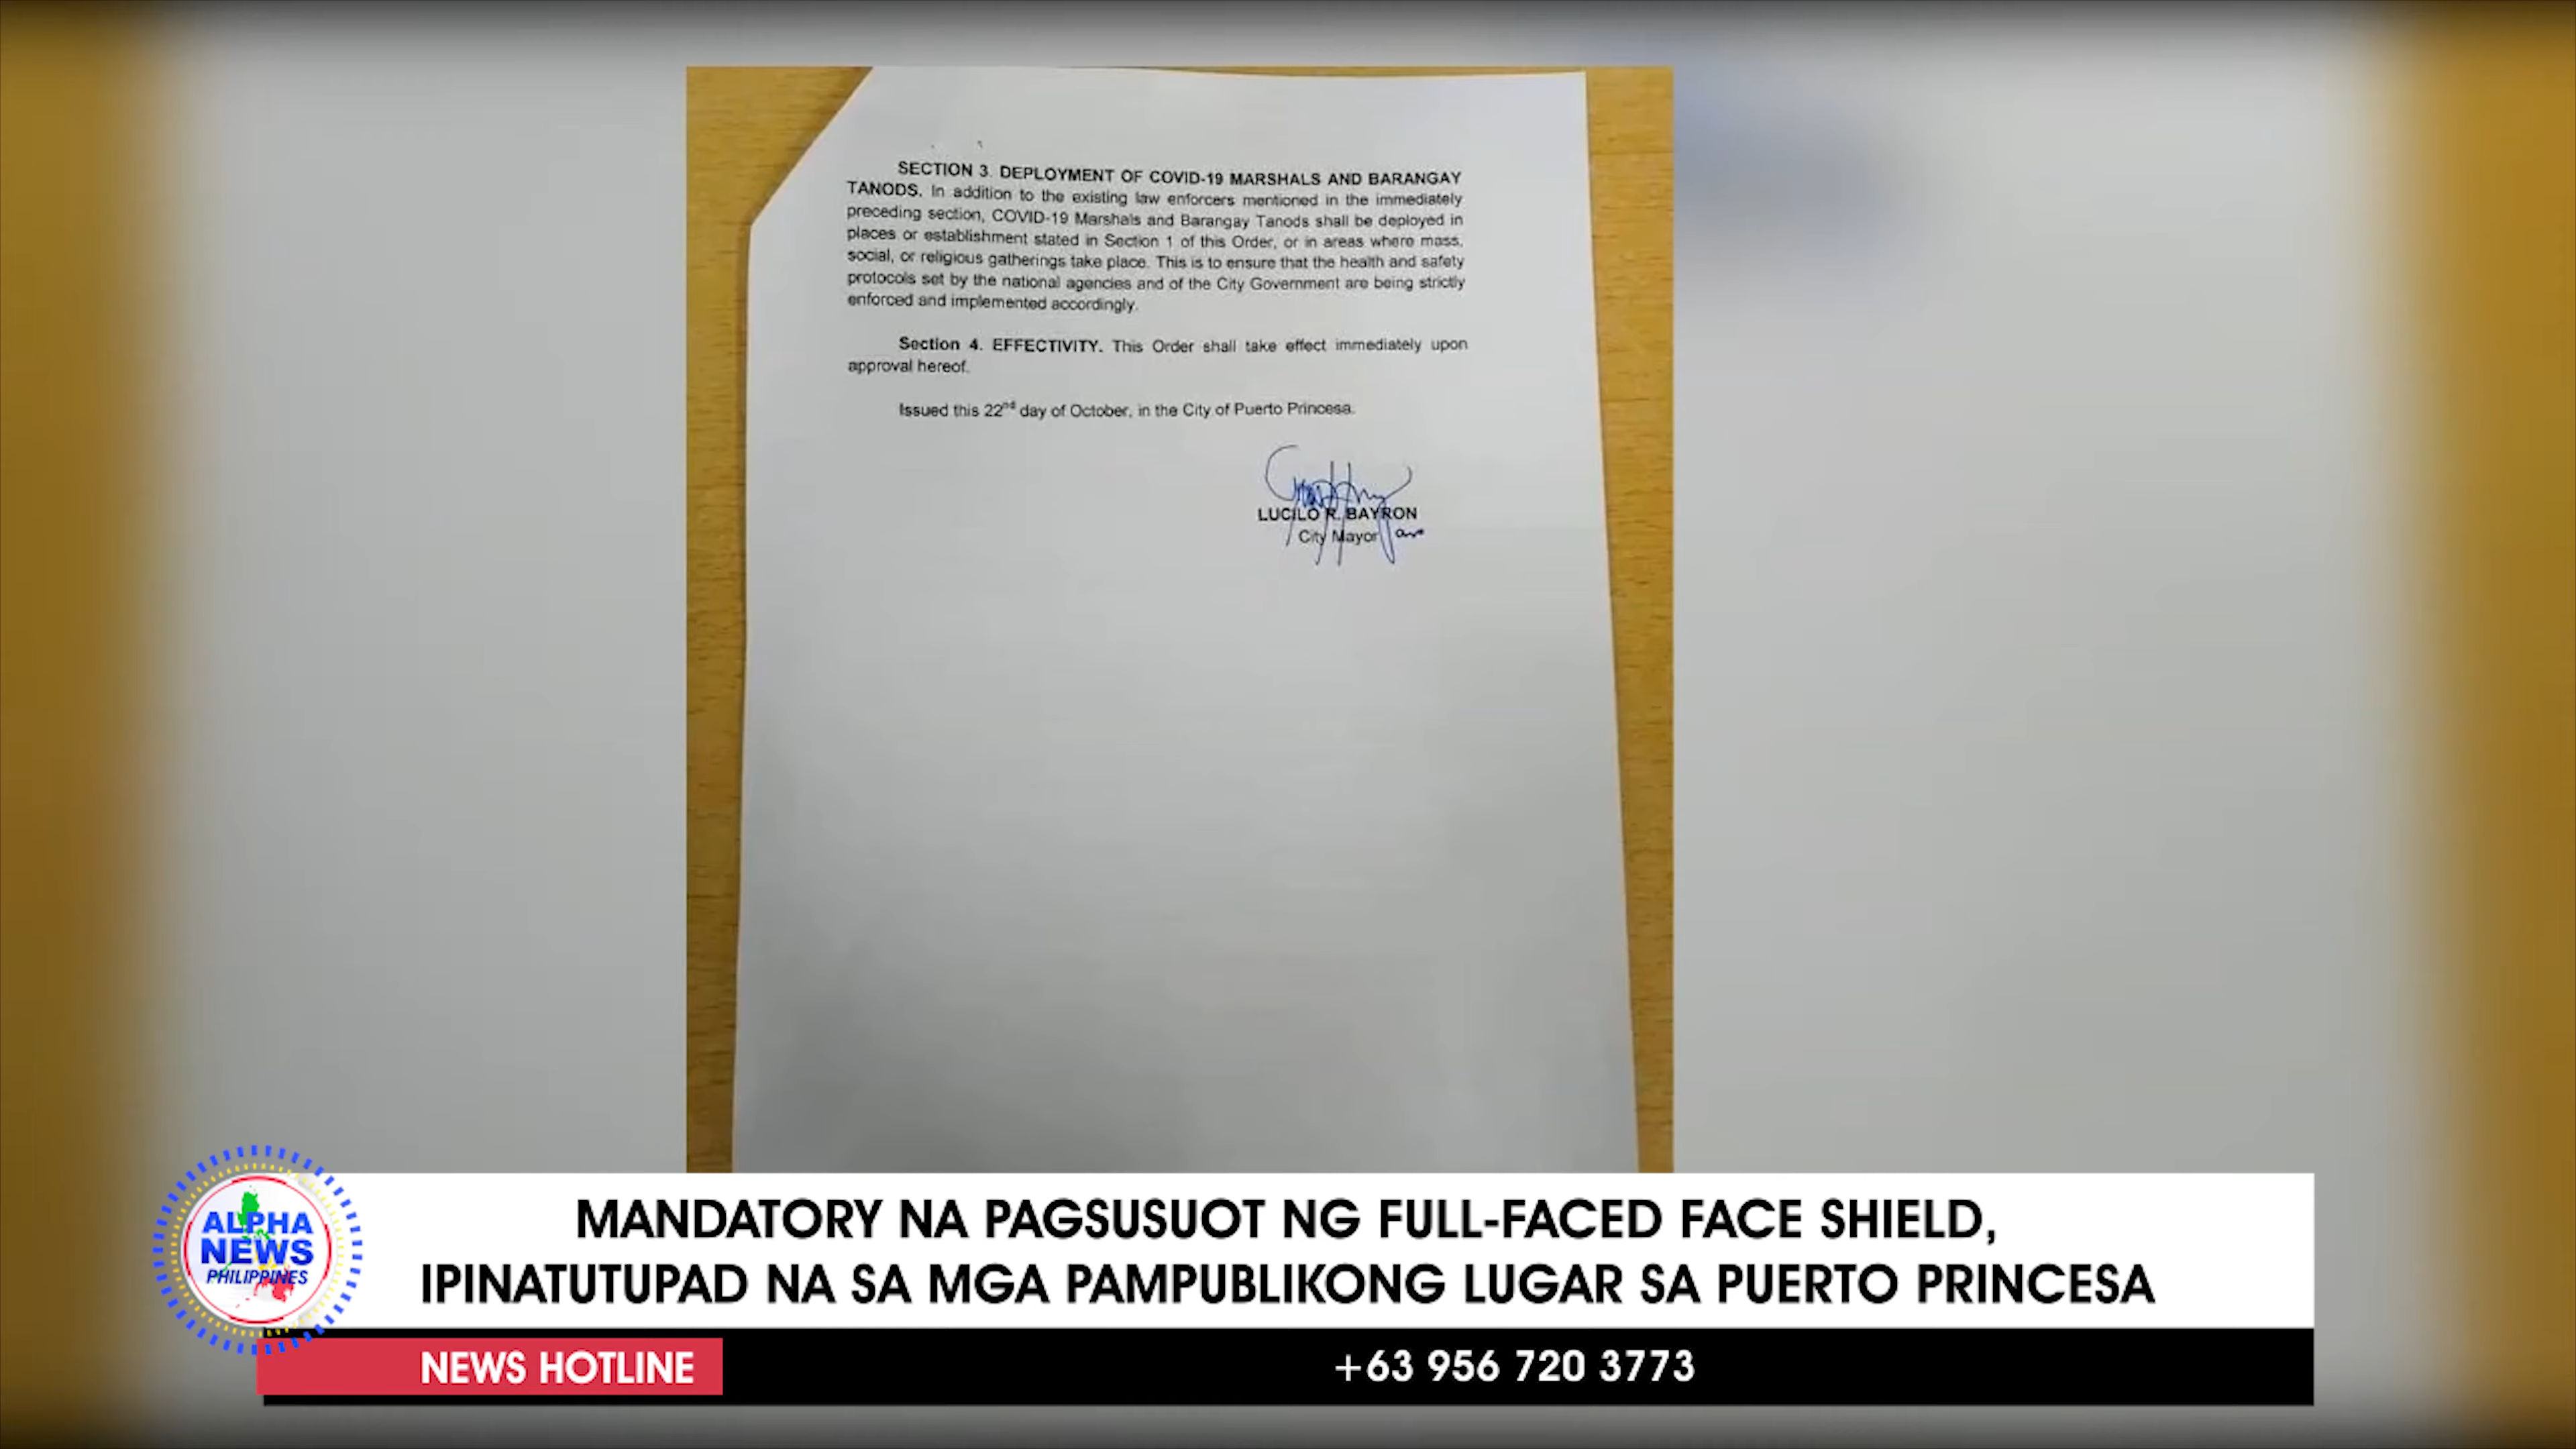 SECTION 3. DEPLOYMENT OF COVID-19 MARSHALS AND BARANGAY
TANODS. In addition to the existing law enforcers mentioned in the immediately
preceding section, COVID-19 Marshals and Barangay Tanods shall be deployed in
places or establishment stated in Section 1 of this Order, or in areas where mass,
social, or religious gatherings take place. This is to ensure that the health and safety
protocols set by the national agencies and of the City Government are being strictly
enforced and implemented accordingly.
Section 4. EFFECTIVITY. This Order shall take effect immediately upon
approval hereof.
Issued this 22nd day of October, in the City of Puerto Princesa.
LUCILO R. BAYRON
City Mayor
ALPHA
NEWS
PHILIPPINES
MANDATORY NA PAGSUSUOT NG FULL-FACED FACE SHIELD,
IPINATUTUPAD NA SA MGA PAMPUBLIKONG LUGAR SA PUERTO PRINCESA
NEWS HOTLINE
+63 956 720 3773